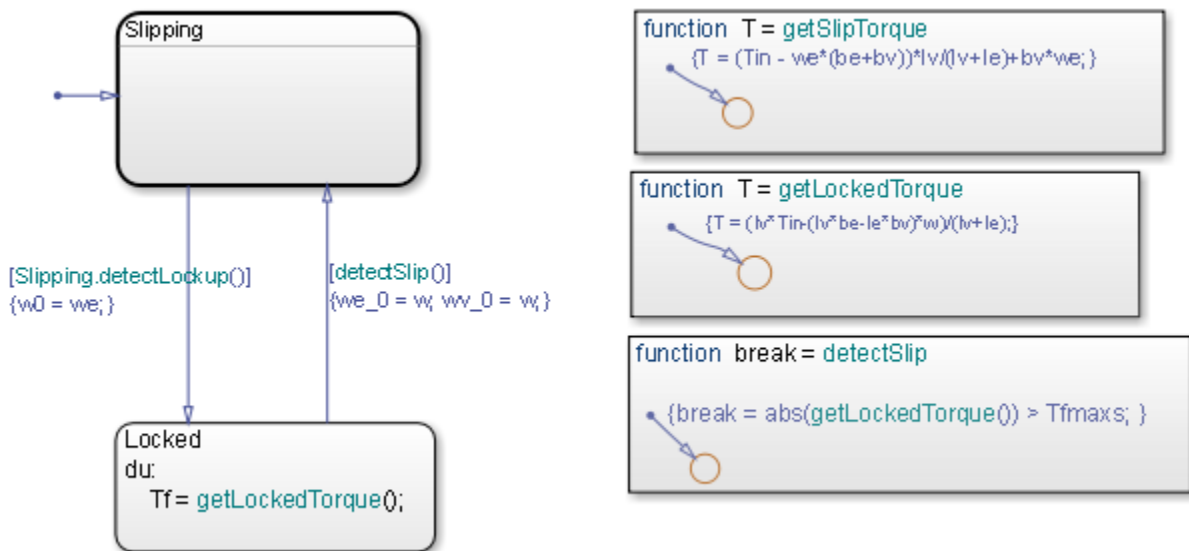 Slipping
[Slipping.detectLockup()]
{w0 = we; }
[detectSlip()]
{we_0 = w; wv_0 = w; }
Locked
du:
Tf = getLockedTorque();
function T = getSlipTorque
{T = (Tin - we*(be+bv))*Iv/(Iv+Ie)+bv*we; }
function T = getLockedTorque
{T = (Iv*Tin-(Iv*be-Ie*bv)*w)/(Iv+Ie);}
function break = detectSlip
{break = abs(getLockedTorque()) > Tfmaxs; }